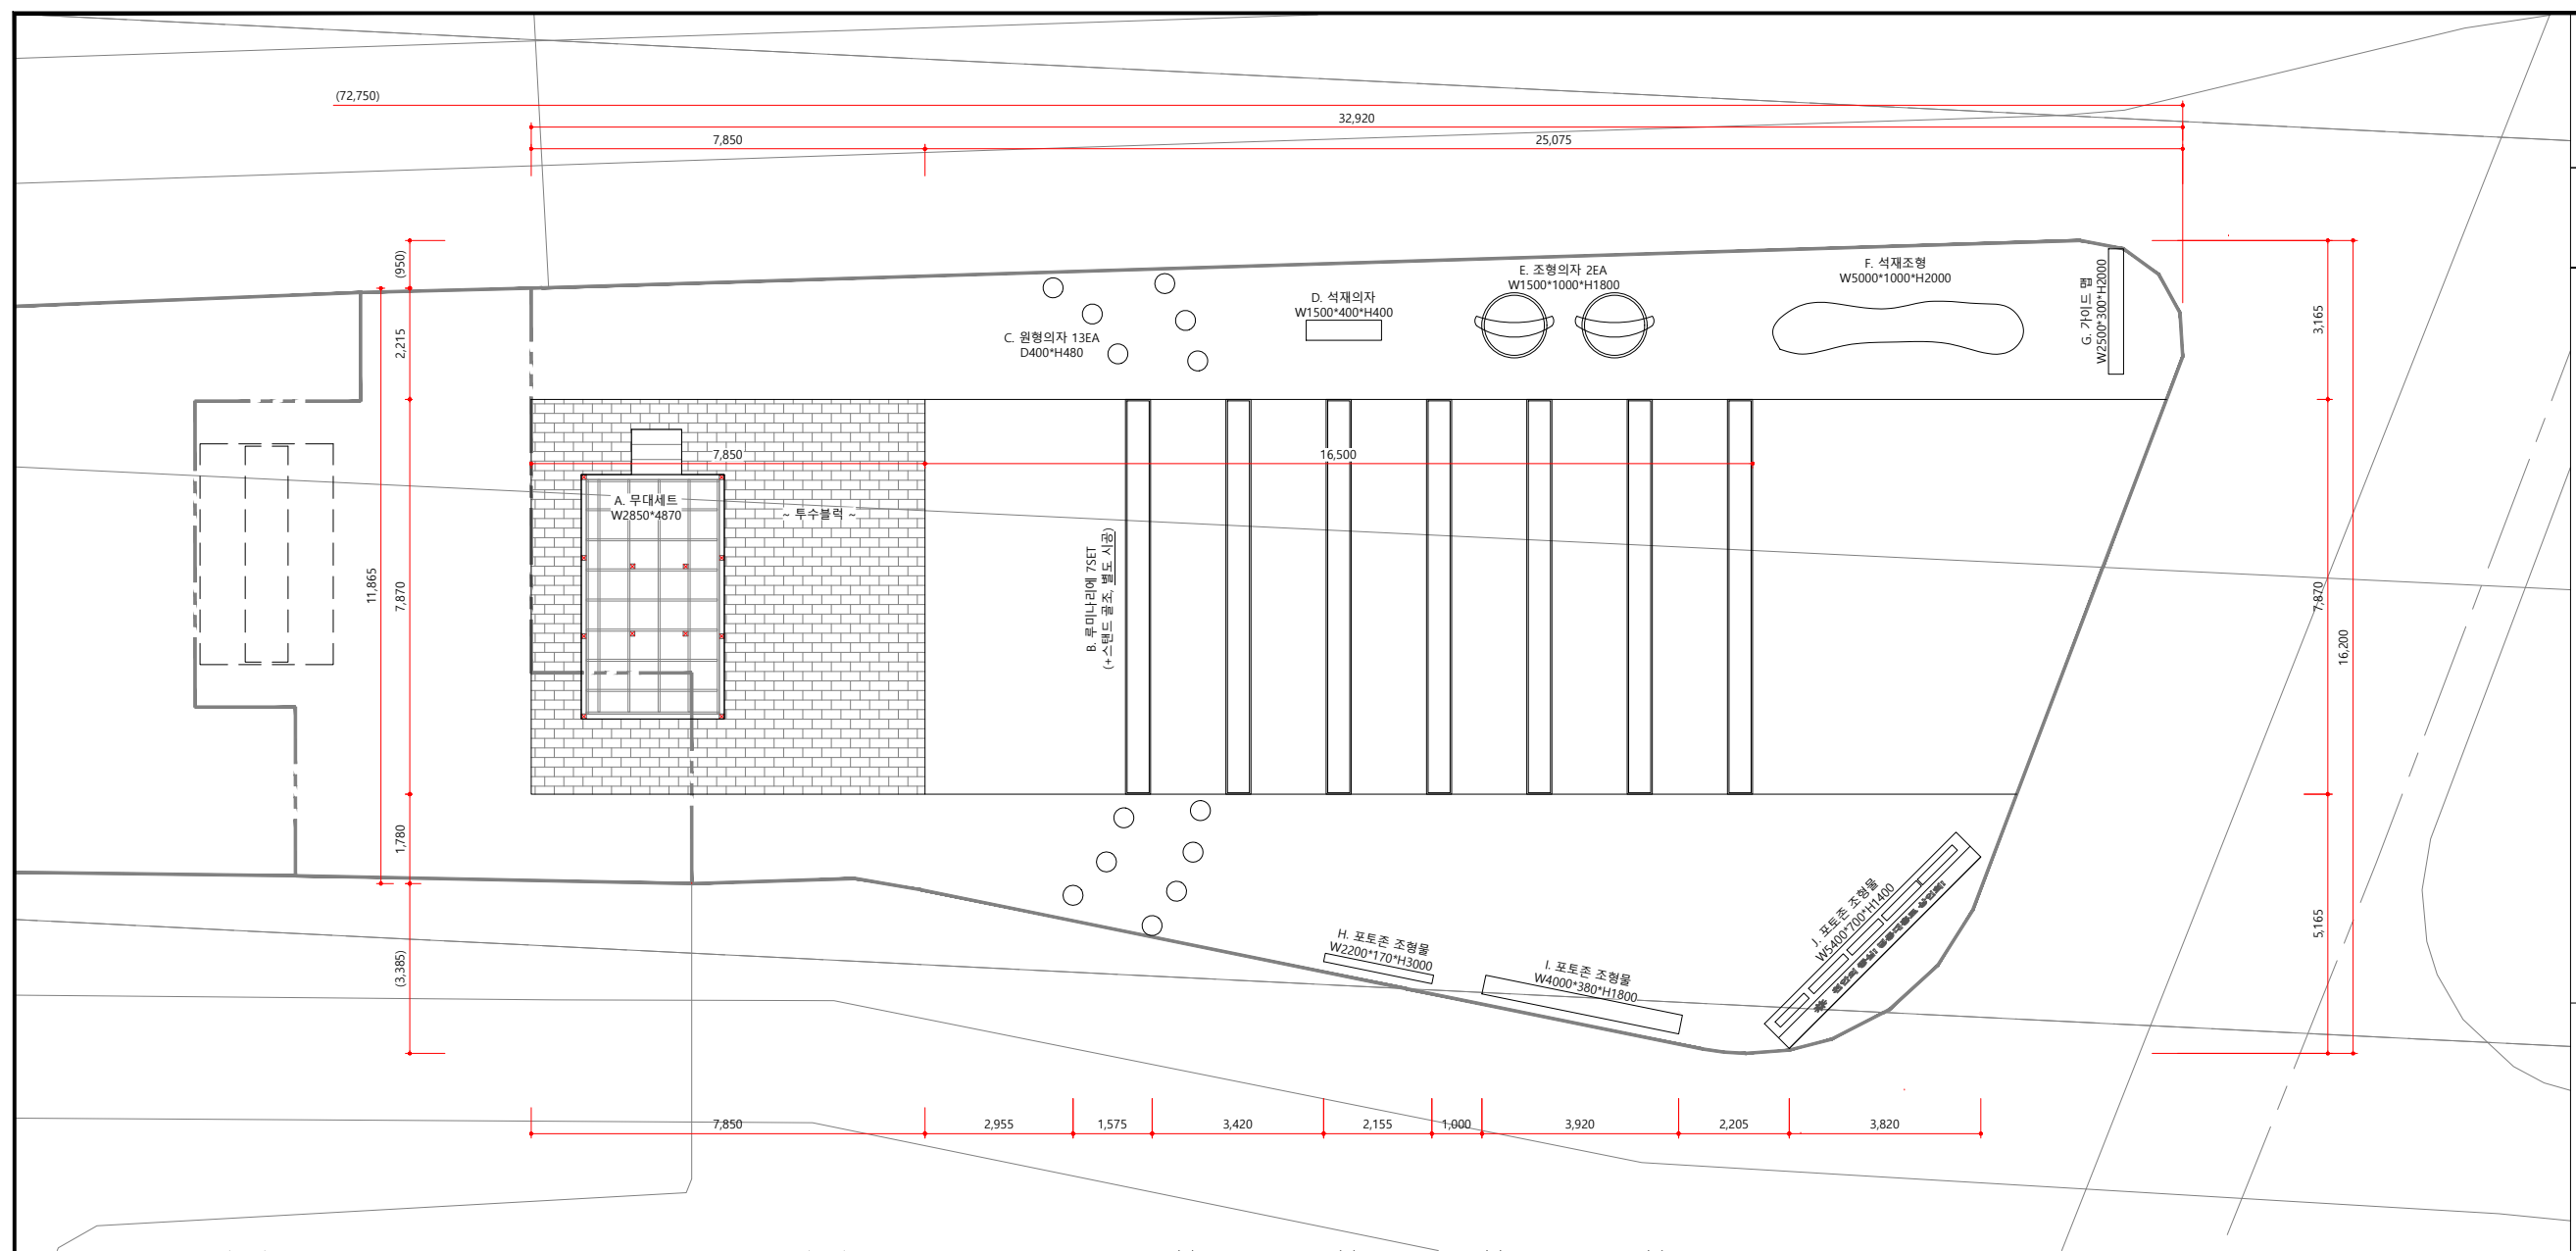 (72,750)
32,920
7,850
25,075
(950)
2,215
11,865
7,870
1,780
(3,385)
C. 원형의자 13EA
D400*H480
D. 석재의자
W1500*400*H400
E. 조형의자 2EA
W1500*1000*H1800
F. 석재조형
W5000*1000*H2000
G. 가이드 맵
W2500*300*H2000
3,165
7,870
16,200
5,165
7,850
16,500
A. 무대세트
W2850*4870
~ 투수블럭 ~
B. 루미나리에 7SET
(+스탠드 골조, 별도 시공)
H. 포토존 조형물
W2200*170*H3000
I. 포토존 조형물
W4000*380*H1800
J. 포토존 조형물
W5400*700*H1400
7,850
2,955
1,575
3,420
2,155
1,000
3,920
2,205
3,820